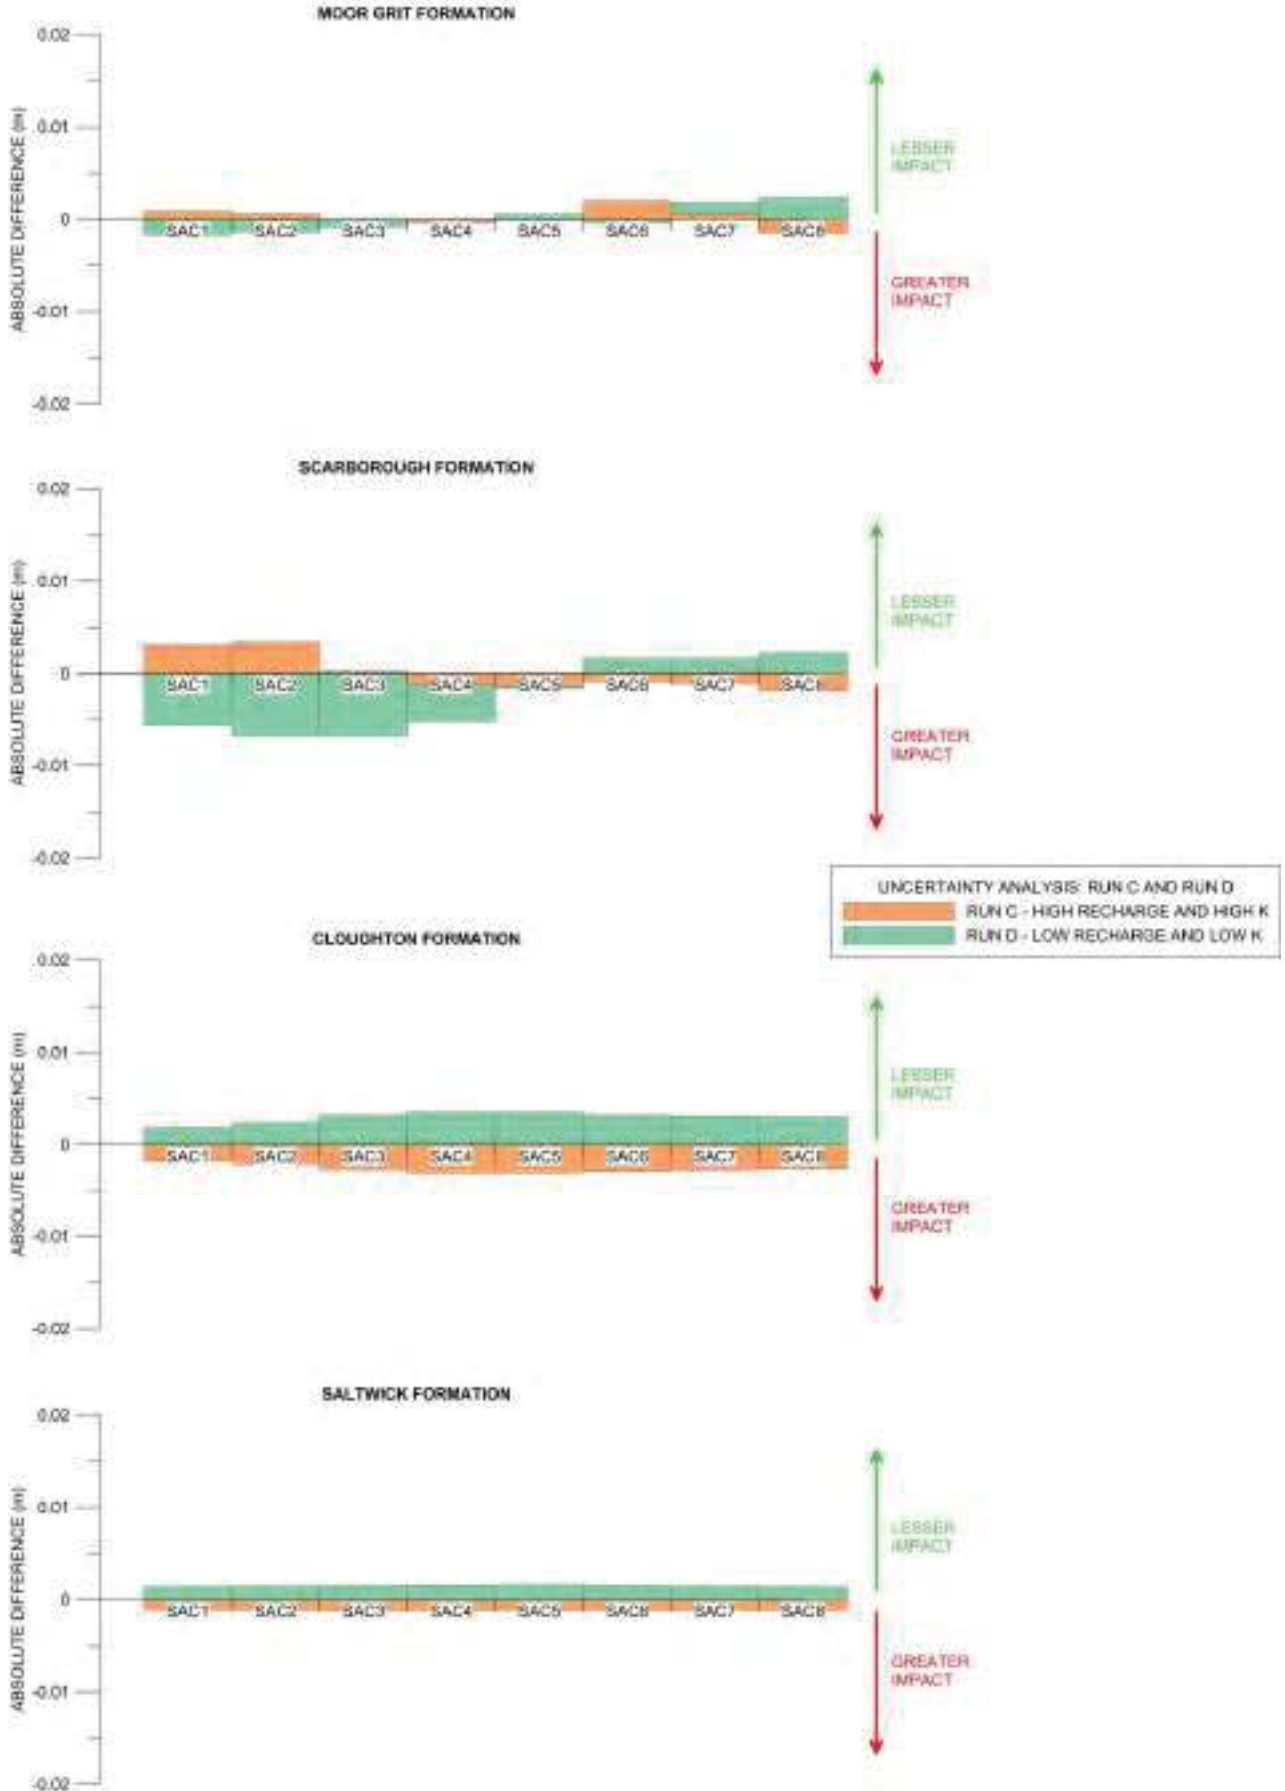 MOOR GRIT FORMATION
0.02
0.01
0
-0.01
-0.02
ABSOLUTE DIFFERENCE (m)
SAC1 SAC2 SAC3 SAC4 SAC5 SAC6 SAC7 SAC8
LESSER
IMPACT
GREATER
IMPACT
SCARBOROUGH FORMATION
0.02
0.01
0
-0.01
-0.02
ABSOLUTE DIFFERENCE (m)
SAC1 SAC2 SAC3 SAC4 SAC5 SAC6 SAC7 SAC8
LESSER
IMPACT
GREATER
IMPACT
UNCERTAINTY ANALYSIS: RUN C AND RUN D
RUN C - HIGH RECHARGE AND HIGH K
RUN D - LOW RECHARGE AND LOW K
CLOUGHTON FORMATION
0.02
0.01
0
-0.01
-0.02
ABSOLUTE DIFFERENCE (m)
SAC1 SAC2 SAC3 SAC4 SAC5 SAC6 SAC7 SAC8
LESSER
IMPACT
GREATER
IMPACT
SALTWICK FORMATION
0.02
0.01
0
-0.01
-0.02
ABSOLUTE DIFFERENCE (m)
SAC1 SAC2 SAC3 SAC4 SAC5 SAC6 SAC7 SAC8
LESSER
IMPACT
GREATER
IMPACT